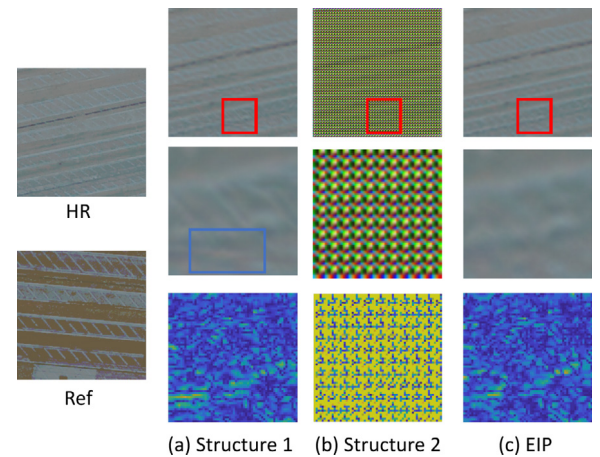 HR
Ref
(a) Structure 1
(b) Structure 2
(c) EIP